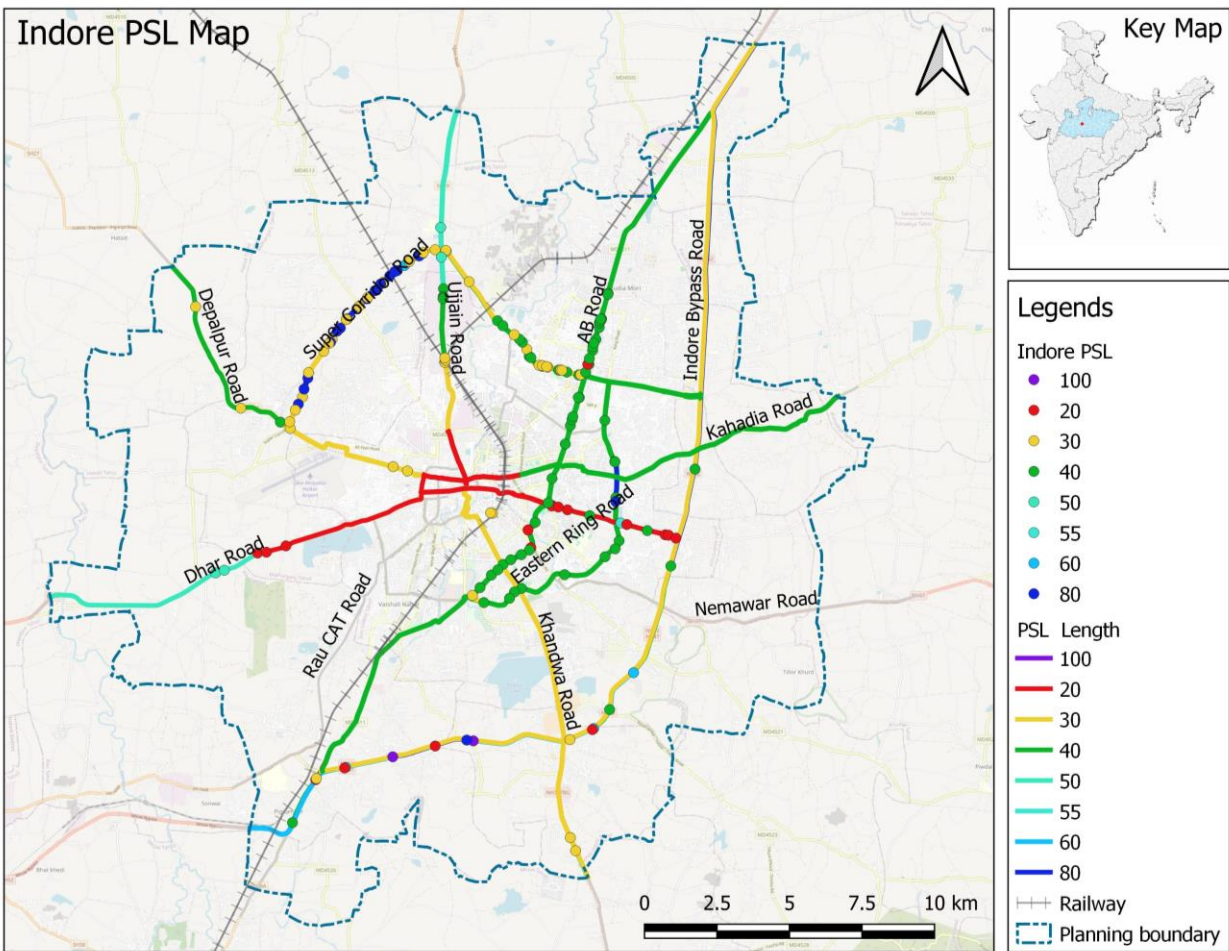 Indore PSL Map
Super Corridor Road
Depalpur Road
Ujjain Road
AB Road
Indore Bypass Road
Kahadia Road
Eastern Ring Road
Dhar Road
Rau CAT Road
Khandwa Road
Nemawar Road
0 2.5 5 7.5 10 km
Key Map
Legends
Indore PSL
100
20
30
40
50
55
60
80
PSL Length
100
20
30
40
50
55
60
80
Railway
Planning boundary